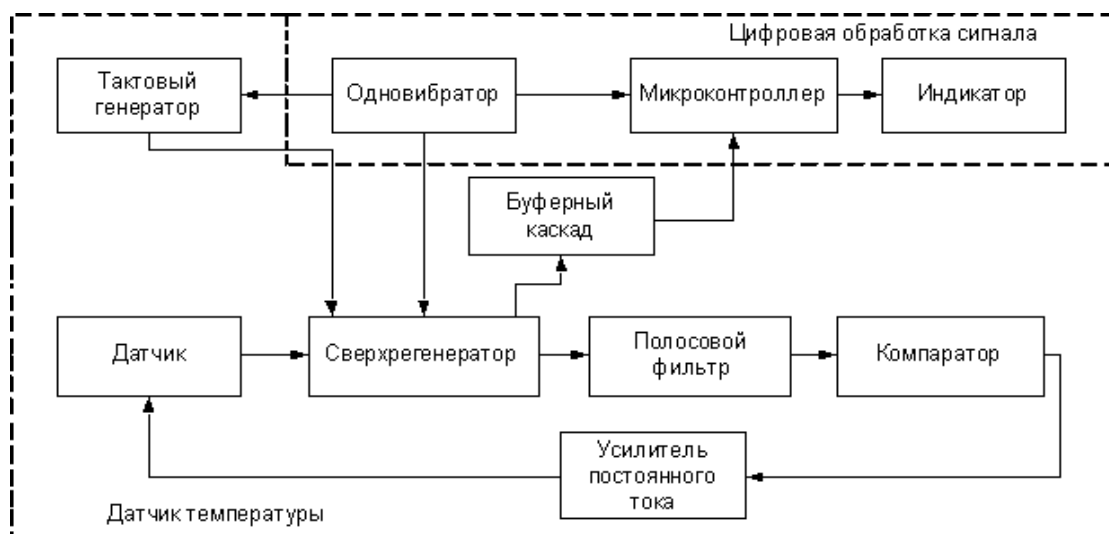 Цифровая обработка сигнала
Тактовый
генератор
Одновибратор
Микроконтроллер
Индикатор
Буферный
каскад
Датчик
Сверхрегенератор
Полосовой
фильтр
Компаратор
Усилитель
постоянного
тока
Датчик температуры